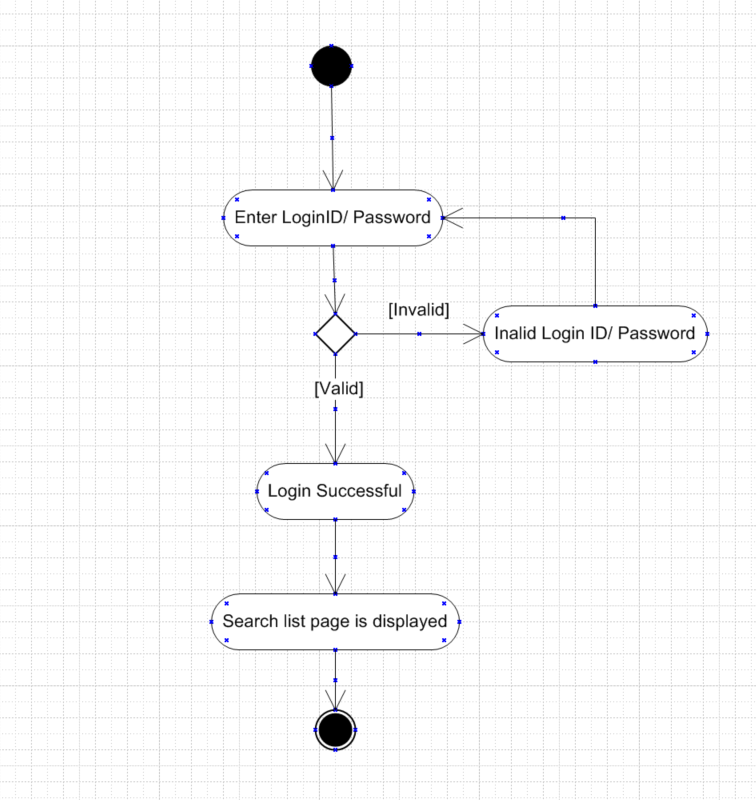 Enter LoginID/ Password
[Invalid]
Inalid Login ID/ Password
[Valid]
Login Successful
Search list page is displayed